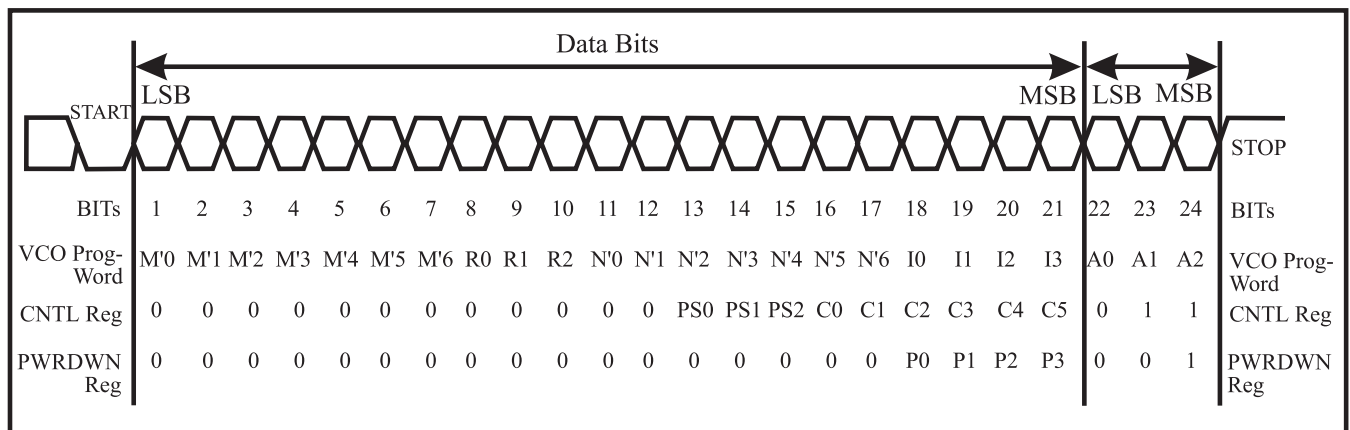 Data Bits
START LSB MSB LSB MSB
STOP
BITs 1 2 3 4 5 6 7 8 9 10 11 12 13 14 15 16 17 18 19 20 21 22 23 24 BITs
VCO Prog-Word M'0 M'1 M'2 M'3 M'4 M'5 M'6 R0 R1 R2 N'0 N'1 N'2 N'3 N'4 N'5 N'6 I0 I1 I2 I3 A0 A1 A2 VCO Prog-Word
CNTL Reg 0 0 0 0 0 0 0 0 0 0 0 0 PS0 PS1 PS2 C0 C1 C2 C3 C4 C5 0 1 1 CNTL Reg
PWRDWN Reg 0 0 0 0 0 0 0 0 0 0 0 0 0 0 0 0 0 P0 P1 P2 P3 0 0 1 PWRDWN Reg